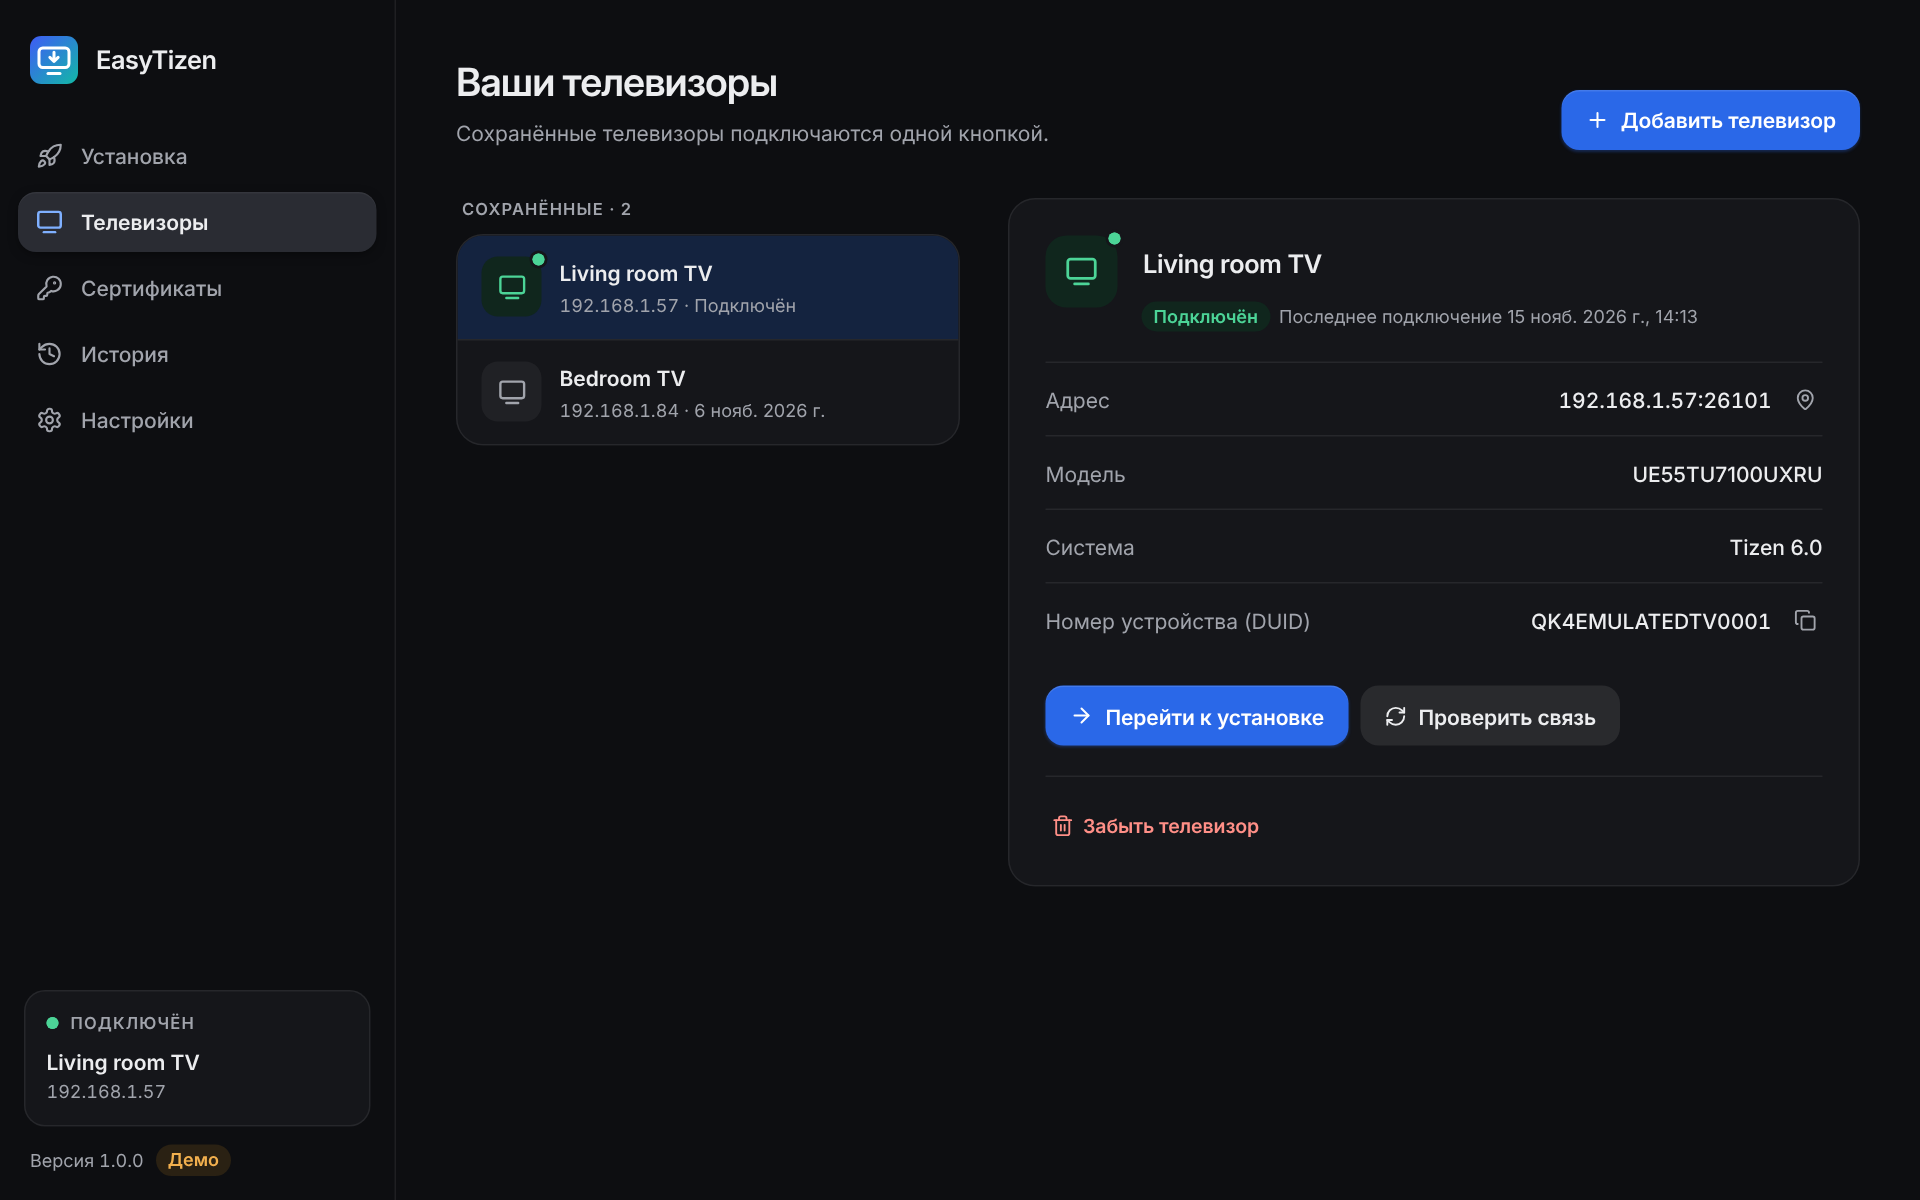 EasyTizen
Установка
Телевизоры
Сертификаты
История
Настройки
ПОДКЛЮЧЁН
Living room TV
192.168.1.57
Версия 1.0.0 Демо
Ваши телевизоры
Сохранённые телевизоры подключаются одной кнопкой.
Добавить телевизор
СОХРАНЁННЫЕ · 2
Living room TV
192.168.1.57 · Подключён
Bedroom TV
192.168.1.84 · 6 нояб. 2026 г.
Living room TV
Подключён Последнее подключение 15 нояб. 2026 г., 14:13
Адрес 192.168.1.57:26101
Модель UE55TU7100UXRU
Система Tizen 6.0
Номер устройства (DUID) QK4EMULATEDTV0001
Перейти к установке Проверить связь
Забыть телевизор